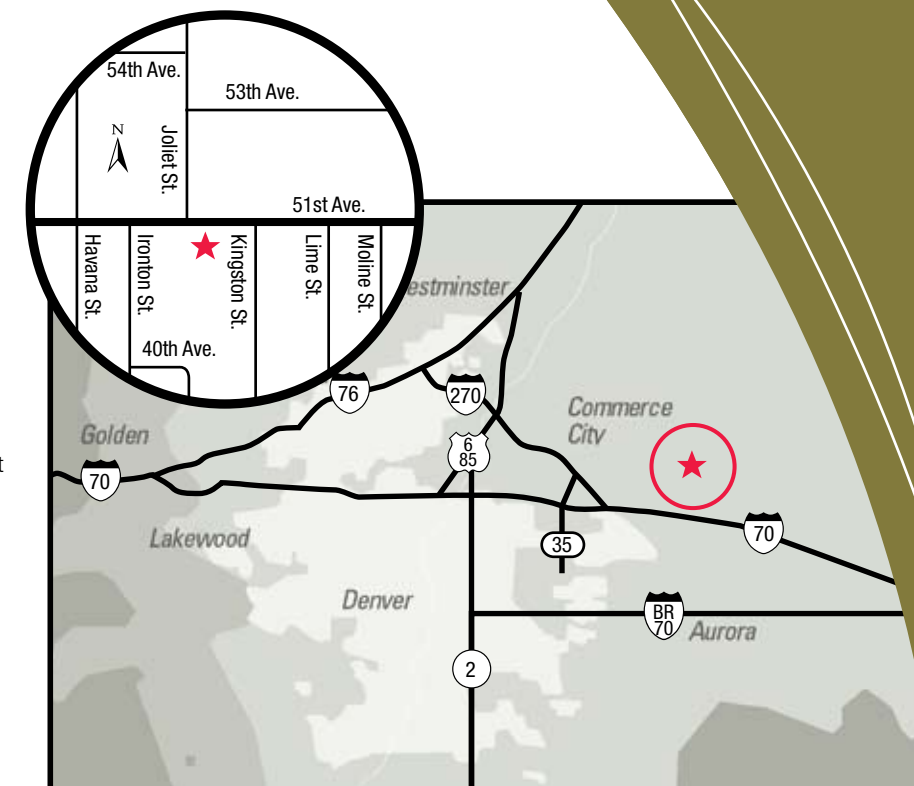 54th Ave.
53th Ave.
N
Joliet St.
51st Ave.
Havana St.
Ironton St.
Kingston St.
Lime St.
Moline St.
40th Ave.
estminster
76
270
Commerce
City
Golden
6
85
t
70
70
Lakewood
35
Denver
BR
70
Aurora
2